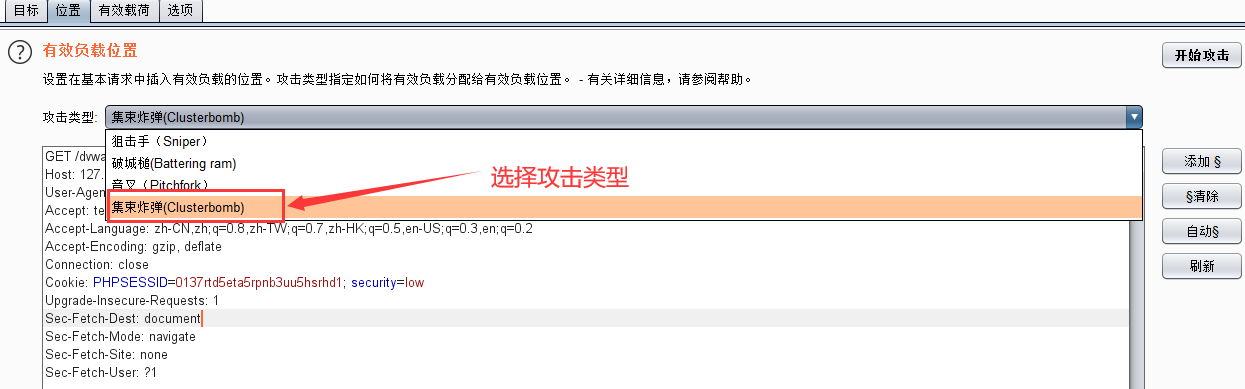 目标 位置 有效载荷 选项
? 有效负载位置
开始攻击
设置在基本请求中插入有效负载的位置。攻击类型指定如何将有效负载分配给有效负载位置。 - 有关详细信息，请参阅帮助。
攻击类型: 集束炸弹(Clusterbomb)
狙击手（Sniper）
破城槌(Battering ram)
音叉（Pitchfork）
集束炸弹(Clusterbomb)
选择攻击类型
添加 §
§清除
自动§
刷新
GET /dvwa
Host: 127.
User-Agen
Accept: te
Accept-Language: zh-CN,zh;q=0.8,zh-TW;q=0.7,zh-HK;q=0.5,en-US;q=0.3,en;q=0.2
Accept-Encoding: gzip, deflate
Connection: close
Cookie: PHPSESSID=0137rtd5eta5rpnb3uu5hsrhd1; security=low
Upgrade-Insecure-Requests: 1
Sec-Fetch-Dest: document
Sec-Fetch-Mode: navigate
Sec-Fetch-Site: none
Sec-Fetch-User: ?1